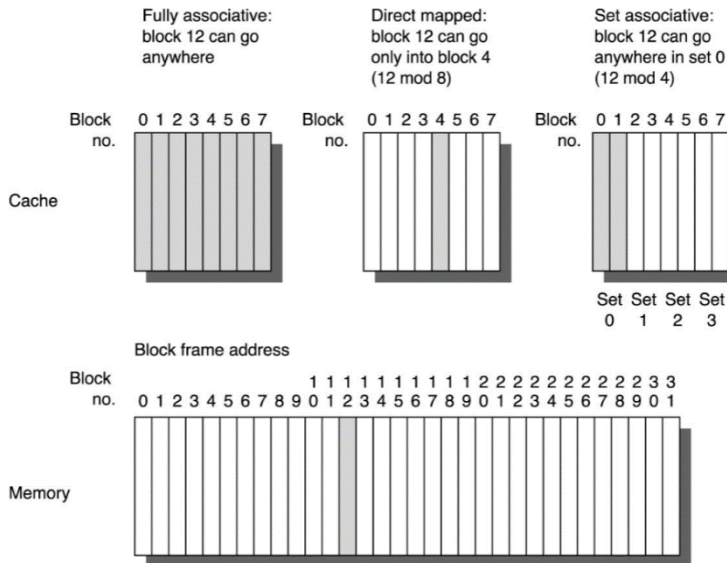 Fully associative:
block 12 can go
anywhere
Direct mapped:
block 12 can go
only into block 4
(12 mod 8)
Set associative:
block 12 can go
anywhere in set 0
(12 mod 4)
Block
no.
0 1 2 3 4 5 6 7
Block
no.
0 1 2 3 4 5 6 7
Block
no.
0 1 2 3 4 5 6 7
Cache
Set Set Set Set
0 1 2 3
Block frame address
Block
no.
1 1 1 1 1 1 1 1 1 1 2 2 2 2 2 2 2 2 2 2 3 3
0 1 2 3 4 5 6 7 8 9 0 1 2 3 4 5 6 7 8 9 0 1 2 3 4 5 6 7 8 9 0 1
Memory